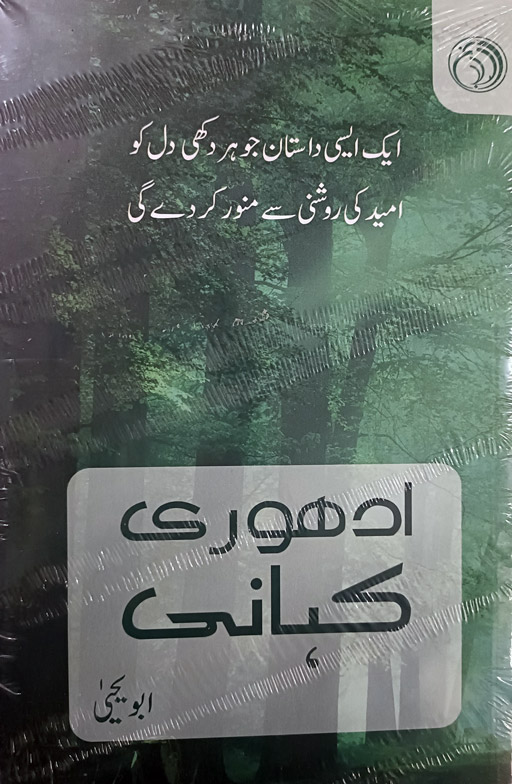 ایک ایسی داستان جو ہر دکھی دل کو
امید کی روشنی سے منور کر دے گی
ادھوری
کہانی
ابو یحییٰ